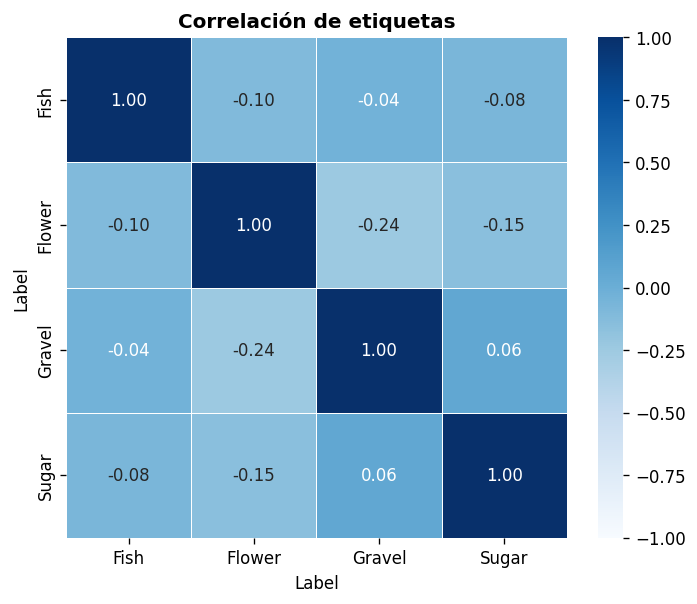 Correlación de etiquetas
Fish 1.00 -0.10 -0.04 -0.08
Flower -0.10 1.00 -0.24 -0.15
Gravel -0.04 -0.24 1.00 0.06
Sugar -0.08 -0.15 0.06 1.00
Label
Fish Flower Gravel Sugar
Label
1.00
0.75
0.50
0.25
0.00
−0.25
−0.50
−0.75
−1.00